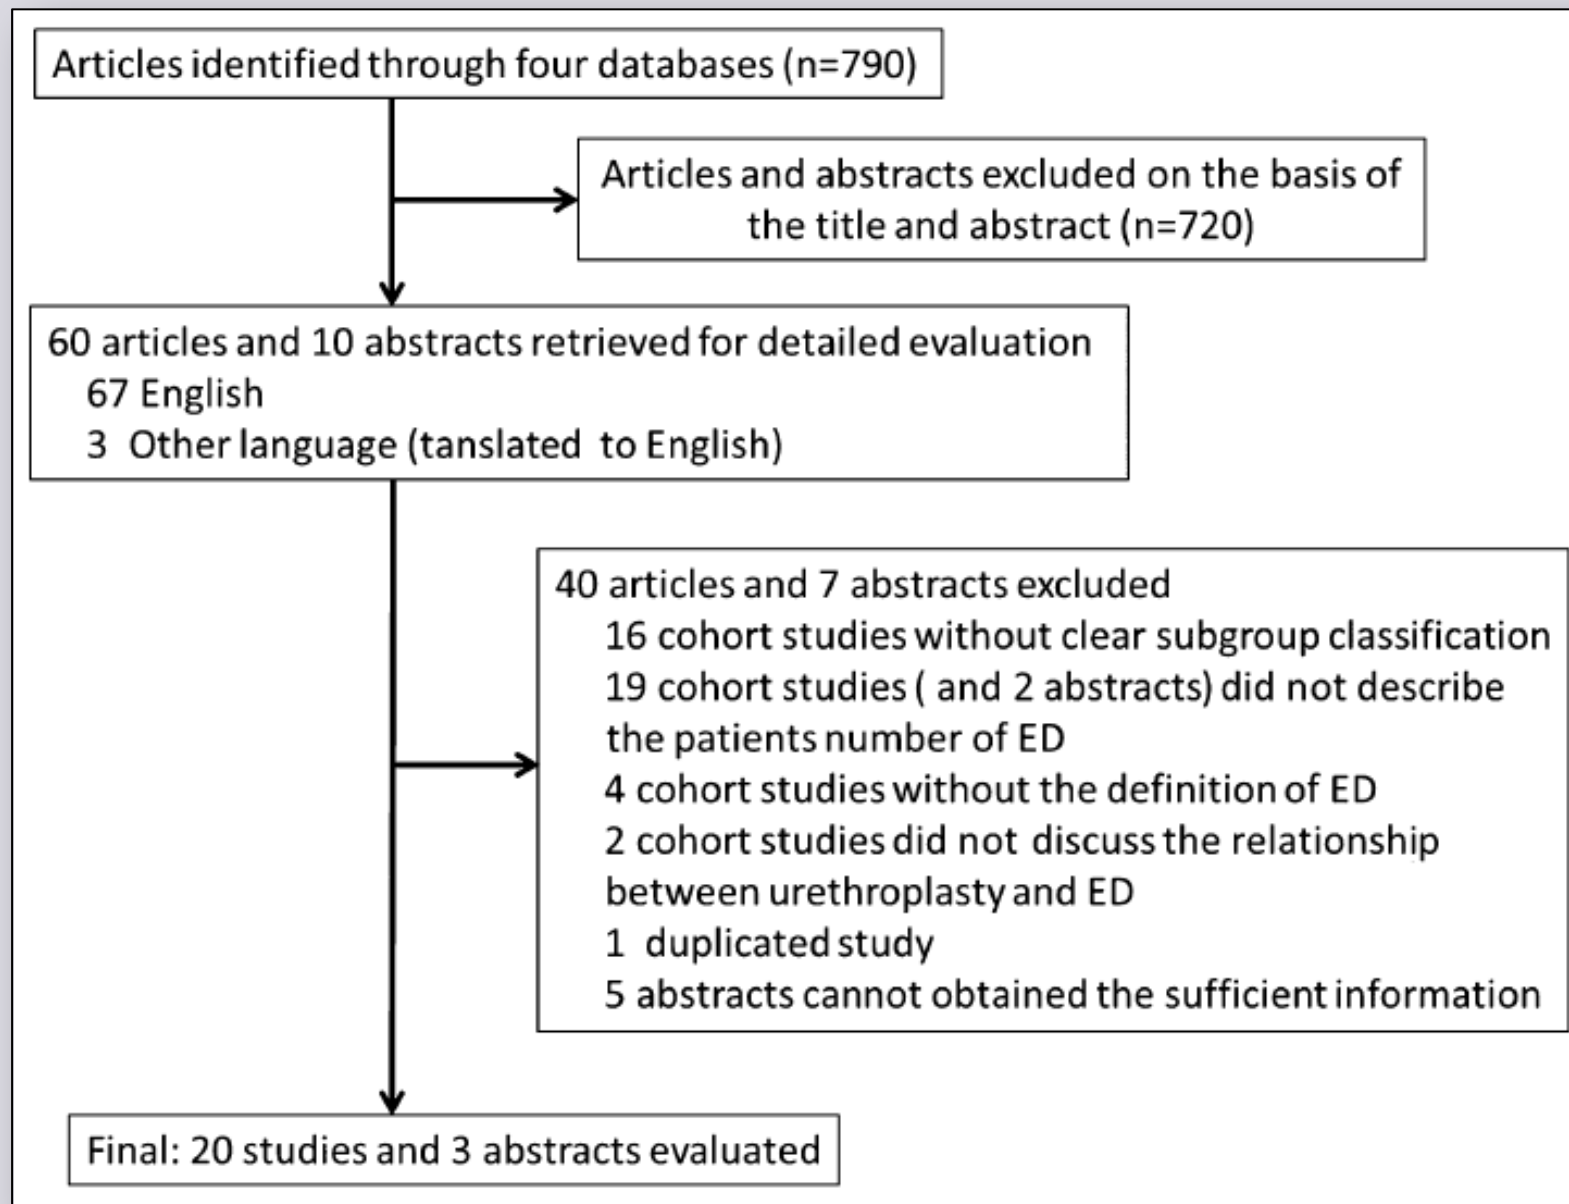 Articles identified through four databases (n=790)
Articles and abstracts excluded on the basis of
the title and abstract (n=720)
60 articles and 10 abstracts retrieved for detailed evaluation
67 English
3 Other language (tanslated to English)
40 articles and 7 abstracts excluded
16 cohort studies without clear subgroup classification
19 cohort studies ( and 2 abstracts) did not describe
the patients number of ED
4 cohort studies without the definition of ED
2 cohort studies did not discuss the relationship
between urethroplasty and ED
1 duplicated study
5 abstracts cannot obtained the sufficient information
Final: 20 studies and 3 abstracts evaluated